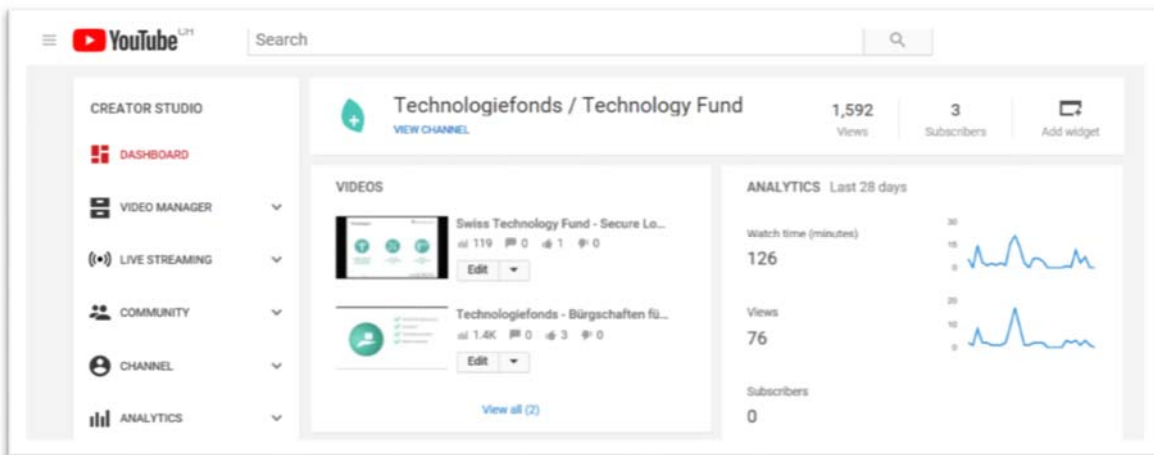 YouTube CH
Search
CREATOR STUDIO
DASHBOARD
VIDEO MANAGER
LIVE STREAMING
COMMUNITY
CHANNEL
ANALYTICS
Technologiefonds / Technology Fund
VIEW CHANNEL
1,592
Views
3
Subscribers
Add widget
VIDEOS
Swiss Technology Fund - Secure Lo...
119 0 1 0
Edit
Technologiefonds - Bürgschaften fü...
1.4K 0 3 0
Edit
View all (2)
ANALYTICS Last 28 days
Watch time (minutes)
126
30
15
0
Views
76
20
10
0
Subscribers
0